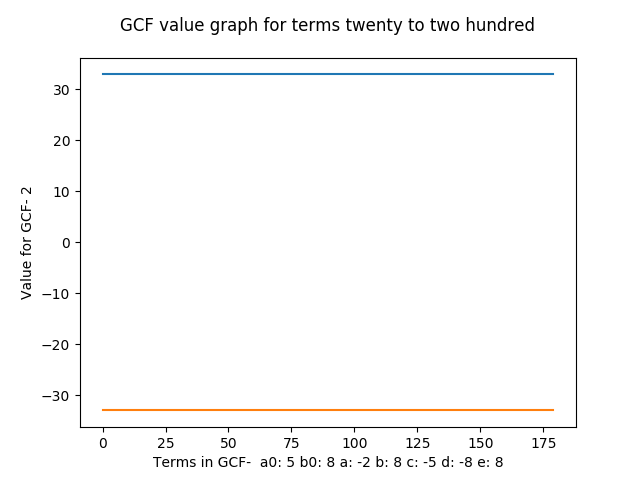 GCF value graph for terms twenty to two hundred
30
20
10
0
−10
−20
−30
Value for GCF- 2
0 25 50 75 100 125 150 175
Terms in GCF-  a0: 5 b0: 8 a: -2 b: 8 c: -5 d: -8 e: 8